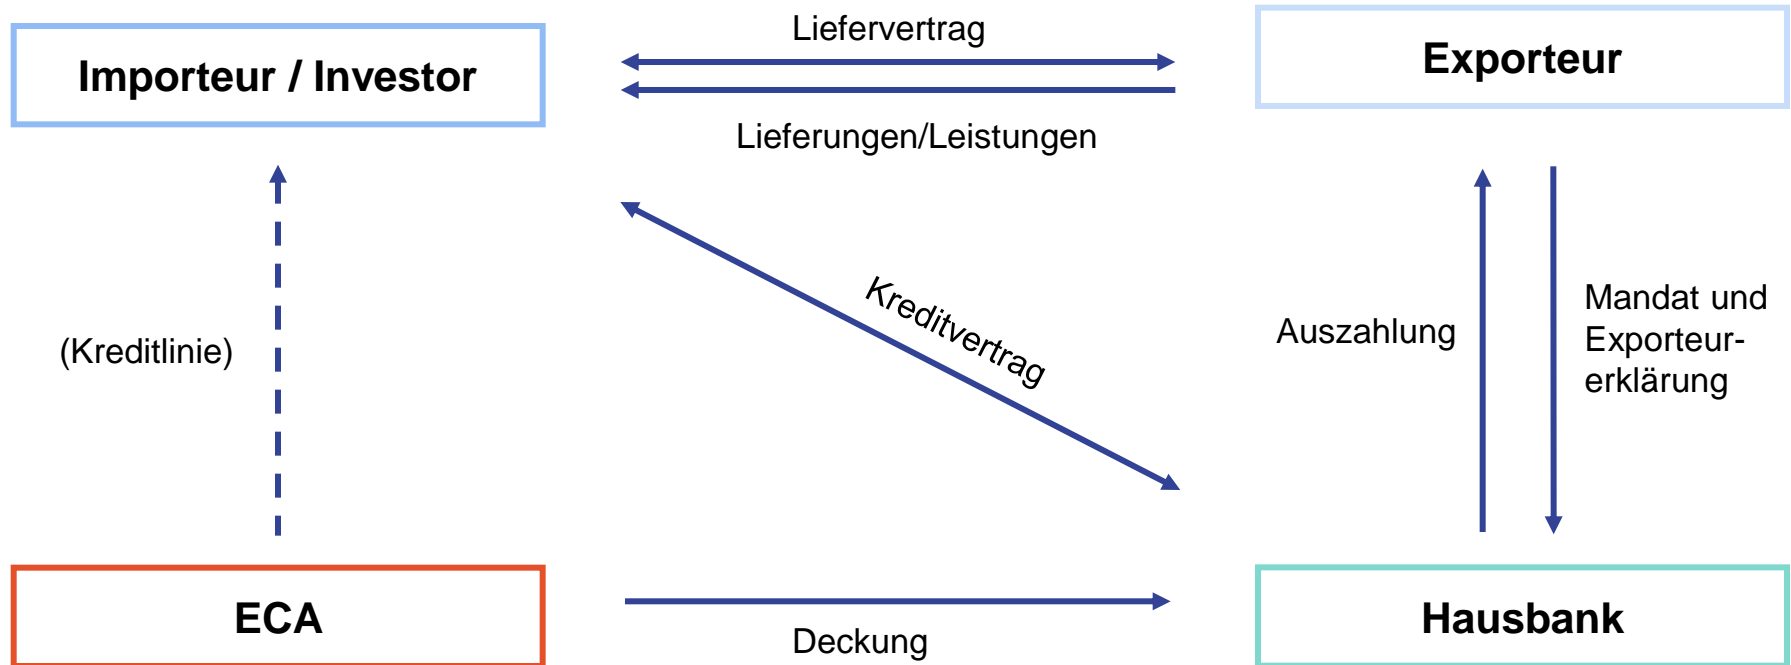 Liefervertrag
Importeur / Investor
Exporteur
Lieferungen/Leistungen
(Kreditlinie)
Kreditvertrag
Auszahlung
Mandat und
Exporteur-
erklärung
ECA
Deckung
Hausbank